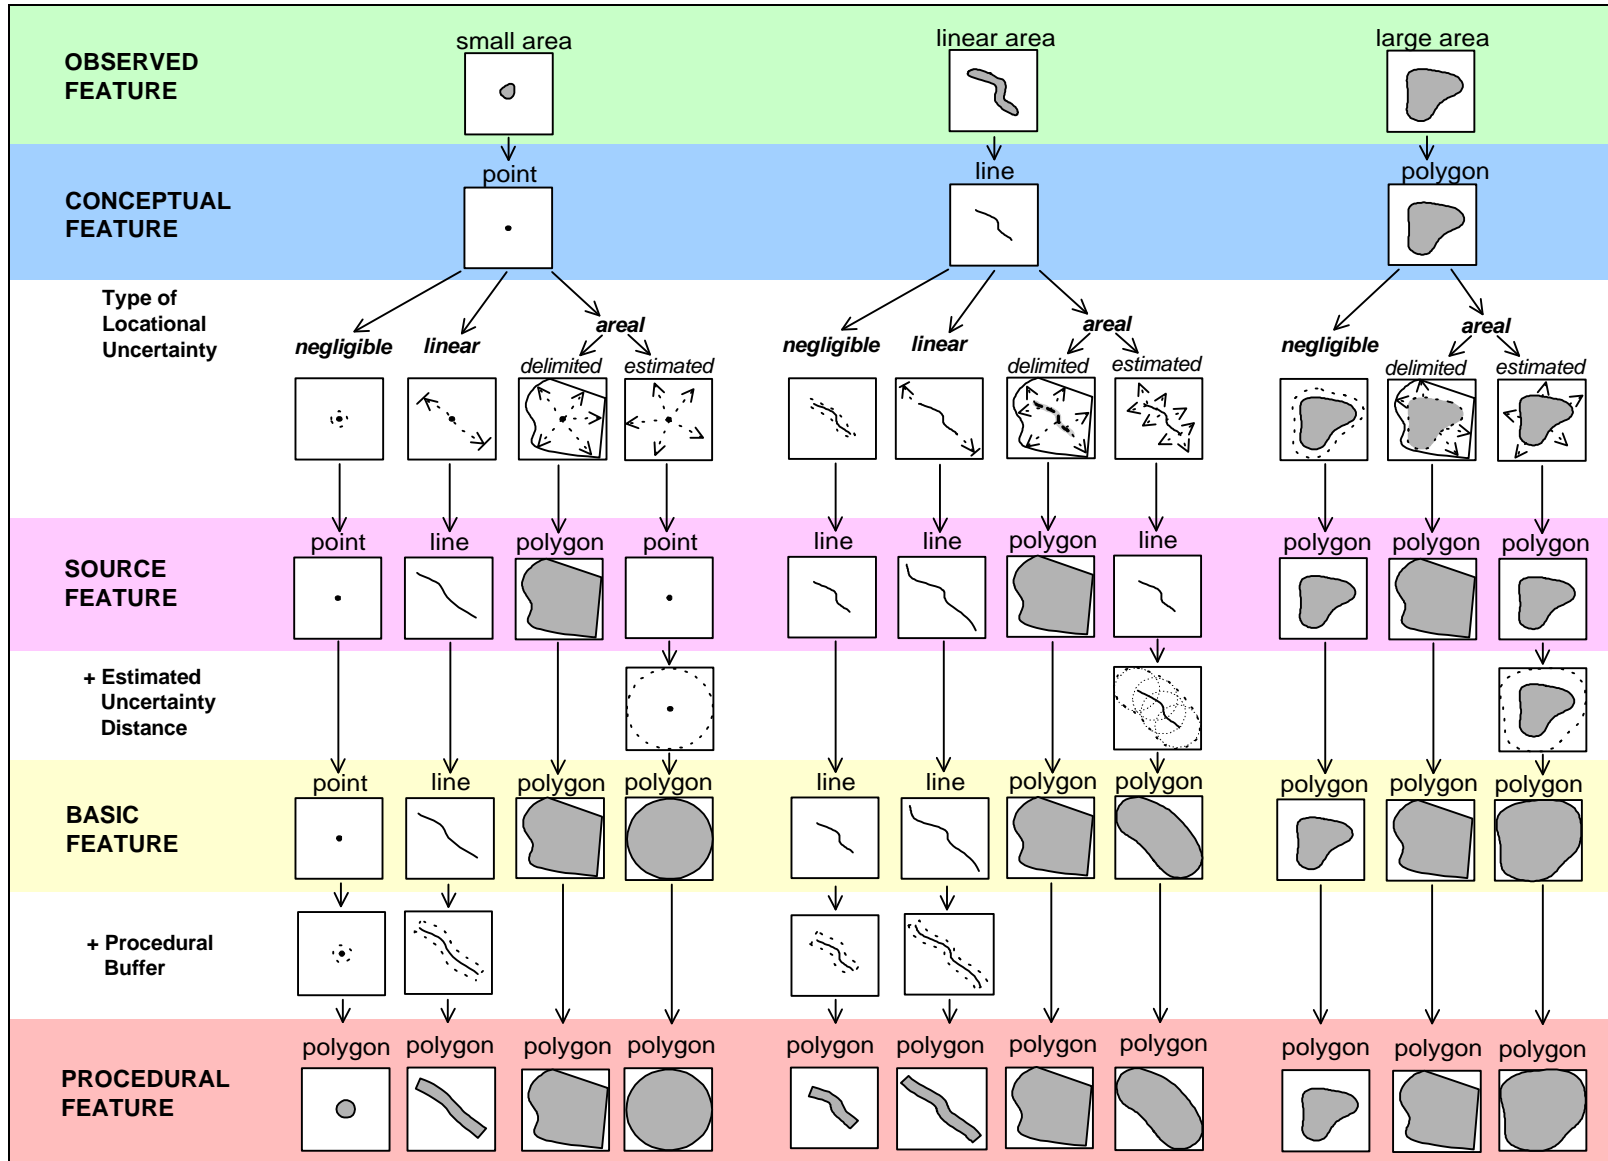 small area
linear area
large area
OBSERVED
FEATURE
point
line
polygon
CONCEPTUAL
FEATURE
Type of
Locational
Uncertainty
negligible
linear
areal
delimited
estimated
negligible
linear
areal
delimited
estimated
negligible
areal
delimited
estimated
SOURCE
FEATURE
point
line
polygon
point
line
line
polygon
line
polygon
polygon
polygon
+ Estimated
Uncertainty
Distance
BASIC
FEATURE
point
line
polygon
polygon
line
line
polygon
polygon
polygon
polygon
polygon
+ Procedural
Buffer
PROCEDURAL
FEATURE
polygon
polygon
polygon
polygon
polygon
polygon
polygon
polygon
polygon
polygon
polygon